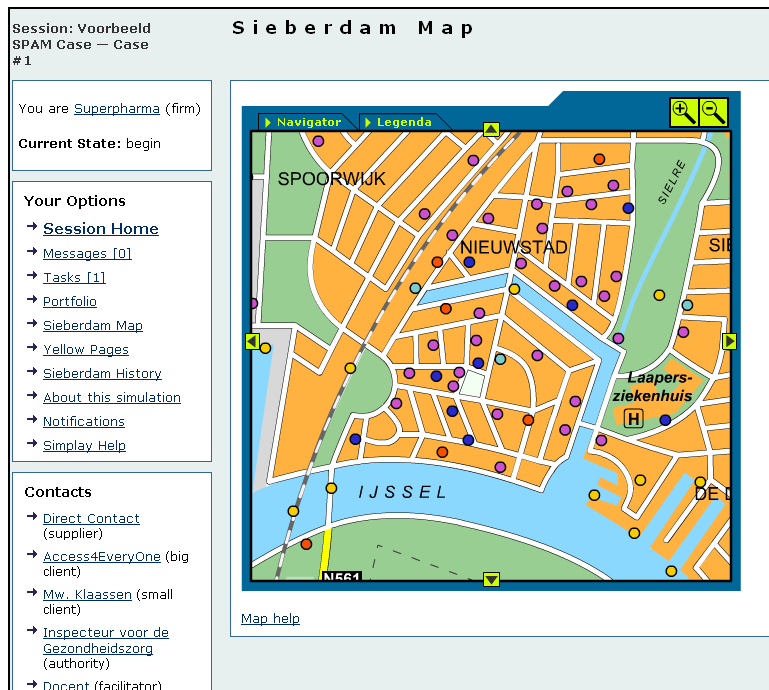 Session: Voorbeeld
SPAM Case — Case
#1
Sieberdam Map
You are Superpharma (firm)
Current State: begin
Your Options
Session Home
Messages [0]
Tasks [1]
Portfolio
Sieberdam Map
Yellow Pages
Sieberdam History
About this simulation
Notifications
Simplay Help
Contacts
Direct Contact
(supplier)
Access4EveryOne (big
client)
Mw. Klaassen (small
client)
Inspecteur voor de
Gezondheidszorg
(authority)
Docent (facilitator)
Navigator
Legenda
SPOORWIJK
SIELRE
NIEUWSTAD
SIE
Laapers-
ziekenhuis
H
IJSSEL
DE D
N561
Map help